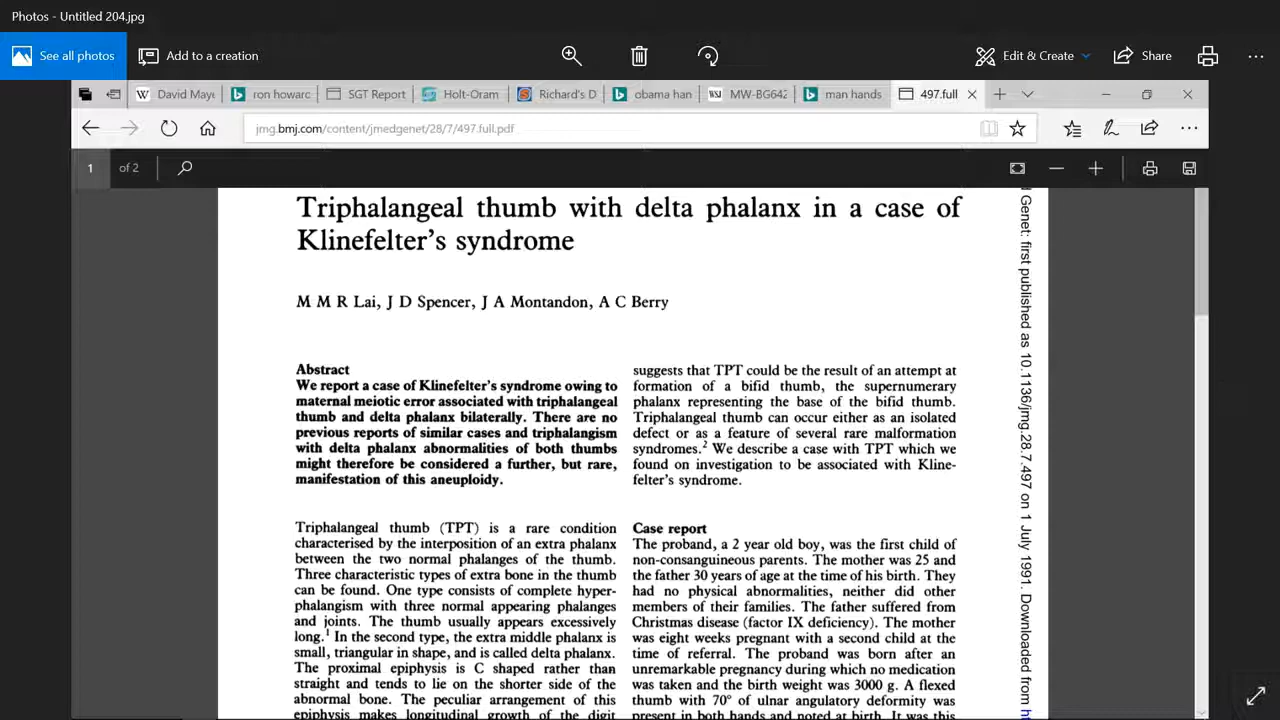 Photos - Untitled 204.jpg
See all photos
Add to a creation
Edit & Create
Share
David May
ron howarc
SGT Report
Holt-Oram
Richard's D
obama han
MW-BG642
man hands
497.full
jmg.bmj.com/content/jmedgenet/28/7/497.full.pdf
1 of 2
Triphalangeal thumb with delta phalanx in a case of
Klinefelter's syndrome
M M R Lai, J D Spencer, J A Montandon, A C Berry
Abstract
We report a case of Klinefelter's syndrome owing to
maternal meiotic error associated with triphalangeal
thumb and delta phalanx bilaterally. There are no
previous reports of similar cases and triphalangism
with delta phalanx abnormalities of both thumbs
might therefore be considered a further, but rare,
manifestation of this aneuploidy.
Triphalangeal thumb (TPT) is a rare condition
characterised by the interposition of an extra phalanx
between the two normal phalanges of the thumb.
Three characteristic types of extra bone in the thumb
can be found. One type consists of complete hyper-
phalangism with three normal appearing phalanges
and joints. The thumb usually appears excessively
long.1 In the second type, the extra middle phalanx is
small, triangular in shape, and is called delta phalanx.
The proximal epiphysis is C shaped rather than
straight and tends to lie on the shorter side of the
abnormal bone. The peculiar arrangement of this
epiphysis makes longitudinal growth of the digit
suggests that TPT could be the result of an attempt at
formation of a bifid thumb, the supernumerary
phalanx representing the base of the bifid thumb.
Triphalangeal thumb can occur either as an isolated
defect or as a feature of several rare malformation
syndromes.2 We describe a case with TPT which we
found on investigation to be associated with Kline-
felter's syndrome.
Case report
The proband, a 2 year old boy, was the first child of
non-consanguineous parents. The mother was 25 and
the father 30 years of age at the time of his birth. They
had no physical abnormalities, neither did other
members of their families. The father suffered from
Christmas disease (factor IX deficiency). The mother
was eight weeks pregnant with a second child at the
time of referral. The proband was born after an
unremarkable pregnancy during which no medication
was taken and the birth weight was 3000 g. A flexed
thumb with 70° of ulnar angulatory deformity was
present in both hands and noted at birth. It was this
Genet: first published as 10.1136/jmg.28.7.497 on 1 July 1991. Downloaded from